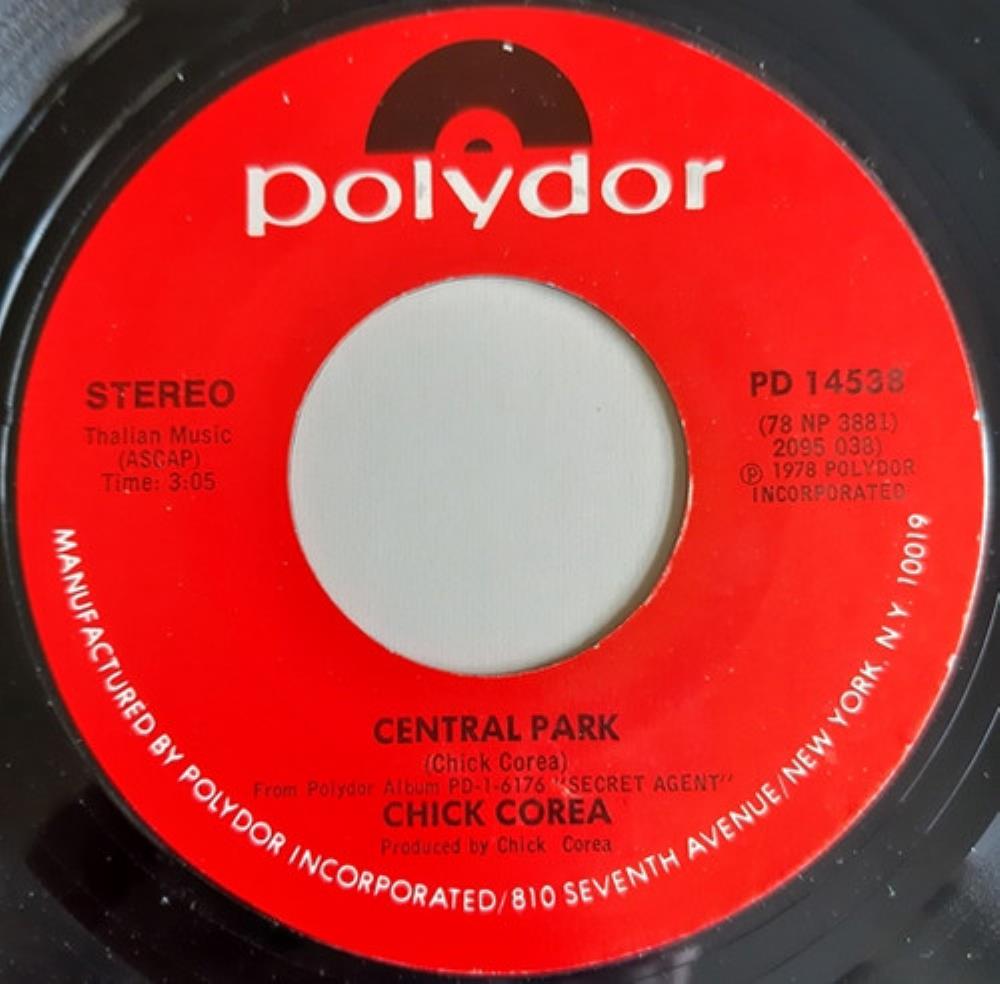 polydor
STEREO
Thalian Music
(ASCAP)
Time: 3:05
PD 14538
(78 NP 3881)
2095 038)
Ⓟ 1978 POLYDOR
INCORPORATED
CENTRAL PARK
(Chick Corea)
From Polydor Album PD-1-6176 "SECRET AGENT"
CHICK COREA
Produced by Chick Corea
MANUFACTURED BY POLYDOR INCORPORATED/810 SEVENTH AVENUE/NEW YORK, N.Y. 10019